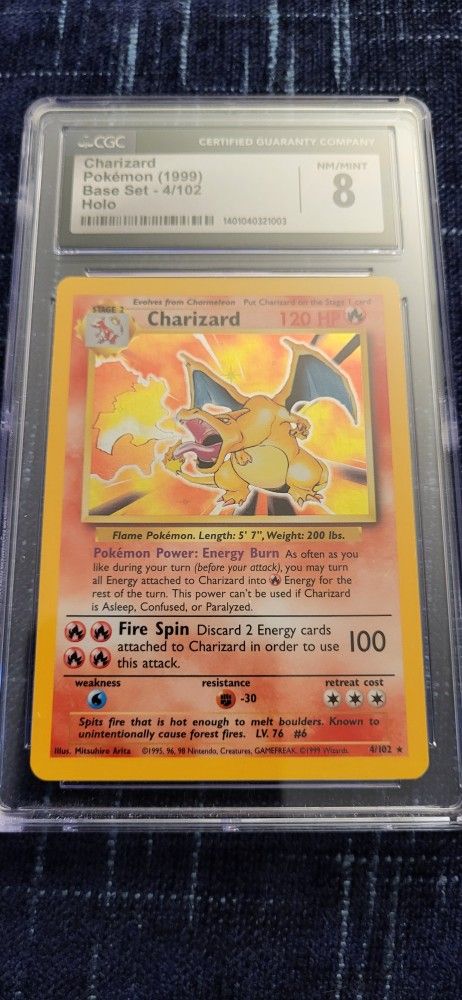 CGC CERTIFIED GUARANTY COMPANY
Charizard
Pokémon (1999)
Base Set - 4/102
Holo
NM/MINT
8
1401040321003
Evolves from Charmeleon Put Charizard on the Stage 1 card
STAGE 2
Charizard 120 HP
Flame Pokémon. Length: 5' 7", Weight: 200 lbs.
Pokémon Power: Energy Burn As often as you
like during your turn (before your attack), you may turn
all Energy attached to Charizard into Energy for the
rest of the turn. This power can't be used if Charizard
is Asleep, Confused, or Paralyzed.
Fire Spin Discard 2 Energy cards
attached to Charizard in order to use 100
this attack.
weakness resistance retreat cost
-30
Spits fire that is hot enough to melt boulders. Known to
unintentionally cause forest fires. LV. 76 #6
Illus. Mitsuhiro Arita ©1995, 96, 98 Nintendo, Creatures, GAMEFREAK. ©1999 Wizards. 4/102 ★